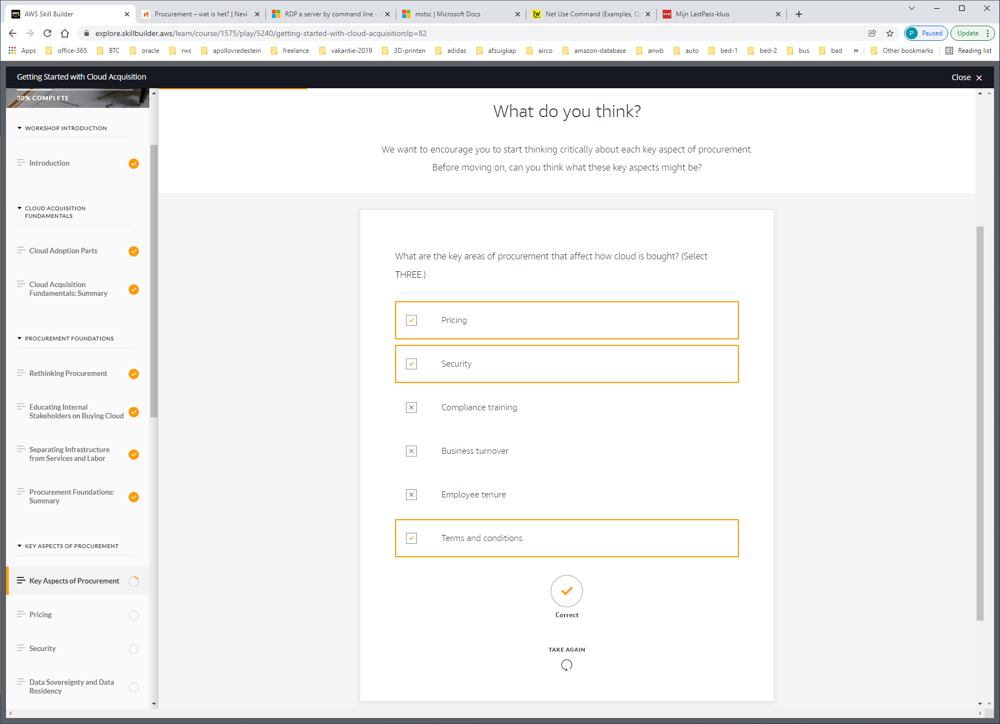 AWS Skill Builder
Procurement – wat is het? | Nevi
RDP a server by command line -
mstsc | Microsoft Docs
Net Use Command (Examples, O
Mijn LastPass-kluis
explore.skillbuilder.aws/learn/course/1575/play/5240/getting-started-with-cloud-acquisition;lp=82
P Paused
Update
Apps office-365 BTC oracle rws apollovredestein freelance vakantie-2019 3D-printen adidas afzuigkap airco amazon-database anwb auto bed-1 bed-2 bus bad » Other bookmarks Reading list
Getting Started with Cloud Acquisition
Close
30% COMPLETE
WORKSHOP INTRODUCTION
Introduction
CLOUD ACQUISITION
FUNDAMENTALS
Cloud Adoption Parts
Cloud Acquisition
Fundamentals: Summary
PROCUREMENT FOUNDATIONS
Rethinking Procurement
Educating Internal
Stakeholders on Buying Cloud
Separating Infrastructure
from Services and Labor
Procurement Foundations:
Summary
KEY ASPECTS OF PROCUREMENT
Key Aspects of Procurement
Pricing
Security
Data Sovereignty and Data
Residency
What do you think?
We want to encourage you to start thinking critically about each key aspect of procurement.
Before moving on, can you think what these key aspects might be?
What are the key areas of procurement that affect how cloud is bought? (Select
THREE.)
Pricing
Security
Compliance training
Business turnover
Employee tenure
Terms and conditions
Correct
TAKE AGAIN